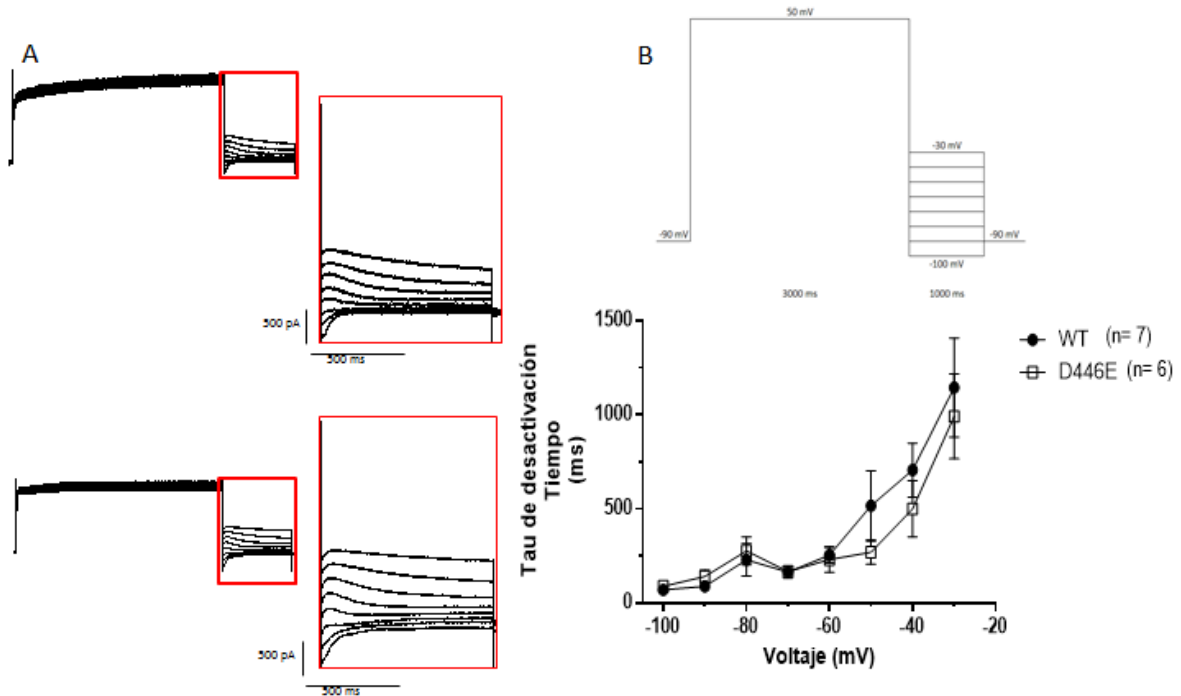 A
500 pA
500 ms
500 pA
500 ms
B
50 mV
-30 mV
-90 mV
-90 mV
-100 mV
3000 ms
1000 ms
WT (n= 7)
D446E (n= 6)
Tau de desactivación
Tiempo
(ms)
1500
1000
500
0
-100
-80
-60
-40
-20
Voltaje (mV)